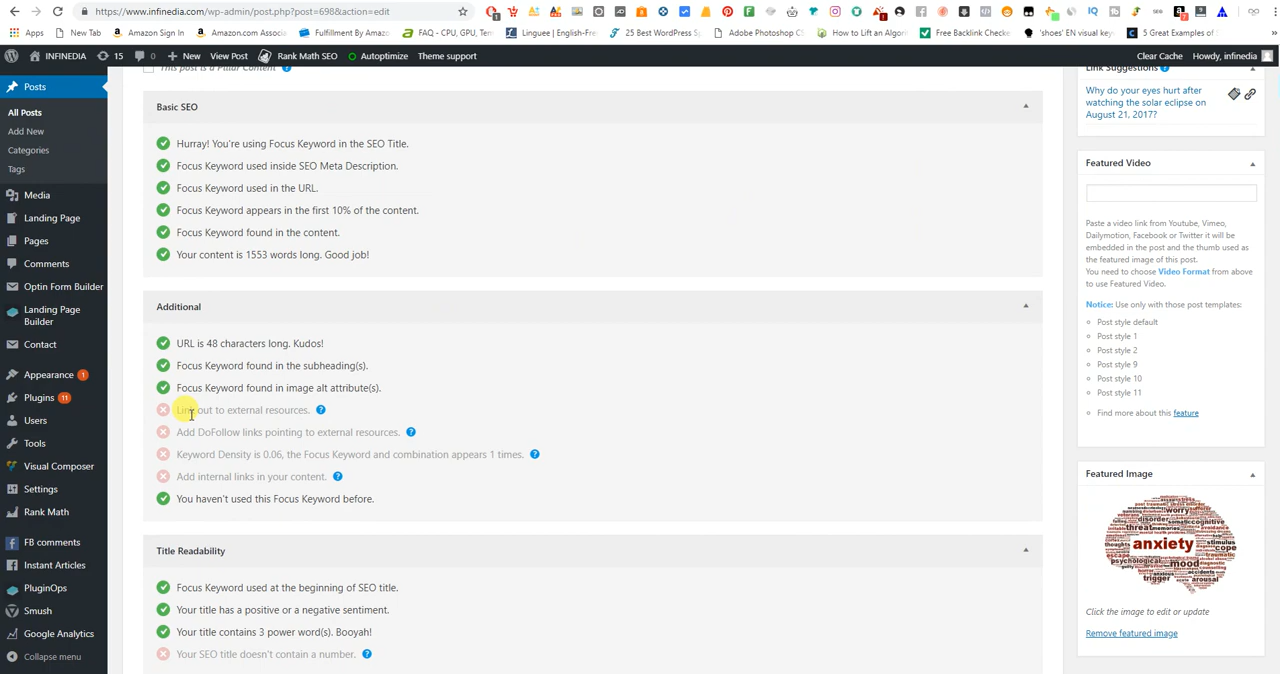 https://www.infinedia.com/wp-admin/post.php?post=698&action=edit
Apps
New Tab
Amazon Sign In
Amazon.com Associ
Fulfillment By Amazo
FAQ - CPU, GPU, Tem
Linguee | English-Fre
25 Best WordPress S
Adobe Photoshop C
How to Lift an Algor
Free Backlink Checke
'shoes' EN visual key
5 Great Examples of
INFINEDIA
15
0
New
View Post
Rank Math SEO
Autoptimize
Theme support
Clear Cache
Howdy, infinedia
Posts
All Posts
Add New
Categories
Tags
Media
Landing Page
Pages
Comments
Optin Form Builder
Landing Page
Builder
Contact
Appearance 1
Plugins 11
Users
Tools
Visual Composer
Settings
Rank Math
FB comments
Instant Articles
PluginOps
Smush
Google Analytics
Collapse menu
This post is a Pillar Content
Basic SEO
Hurray! You're using Focus Keyword in the SEO Title.
Focus Keyword used inside SEO Meta Description.
Focus Keyword used in the URL.
Focus Keyword appears in the first 10% of the content.
Focus Keyword found in the content.
Your content is 1553 words long. Good job!
Additional
URL is 48 characters long. Kudos!
Focus Keyword found in the subheading(s).
Focus Keyword found in image alt attribute(s).
Link out to external resources.
Add DoFollow links pointing to external resources.
Keyword Density is 0.06, the Focus Keyword and combination appears 1 times.
Add internal links in your content.
You haven't used this Focus Keyword before.
Title Readability
Focus Keyword used at the beginning of SEO title.
Your title has a positive or a negative sentiment.
Your title contains 3 power word(s). Booyah!
Your SEO title doesn't contain a number.
Link Suggestions
Why do your eyes hurt after
watching the solar eclipse on
August 21, 2017?
Featured Video
Paste a video link from Youtube, Vimeo,
Dailymotion, Facebook or Twitter it will be
embedded in the post and the thumb used as
the featured image of this post.
You need to choose Video Format from above
to use Featured Video.
Notice: Use only with those post templates:
Post style default
Post style 1
Post style 2
Post style 9
Post style 10
Post style 11
Find more about this feature
Featured Image
worry
disorder
threat
somatic
cognitive
thoughts
anxiety
stimulus
cope
escape
psychological
mood
traumatic
trigger
arousal
accidents
Click the image to edit or update
Remove featured image